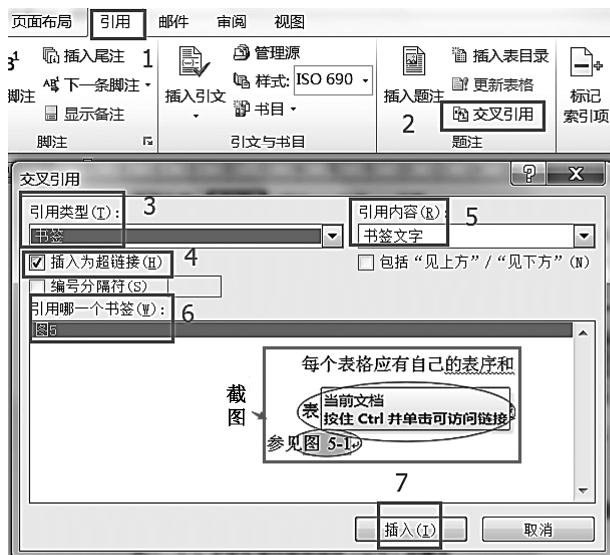 页面布局 引用 邮件 审阅 视图
插入尾注 1 管理源 插入表目录
下一条脚注 样式: ISO 690 更新表格
脚注 插入引文 插入题注 标记
显示备注 书目 2 交叉引用 索引项
脚注 引文与书目 题注
交叉引用 ? X
引用类型(T): 3 引用内容(R): 5
书签 书签文字
插入为超链接(H) 4 包括“见上方”/“见下方”(N)
编号分隔符(S)
引用哪一个书签(W): 6
图5
每个表格应有自己的表序和
截图
表 当前文档
按住 Ctrl 并单击可访问链接
参见图 5-1
7
插入(I) 取消